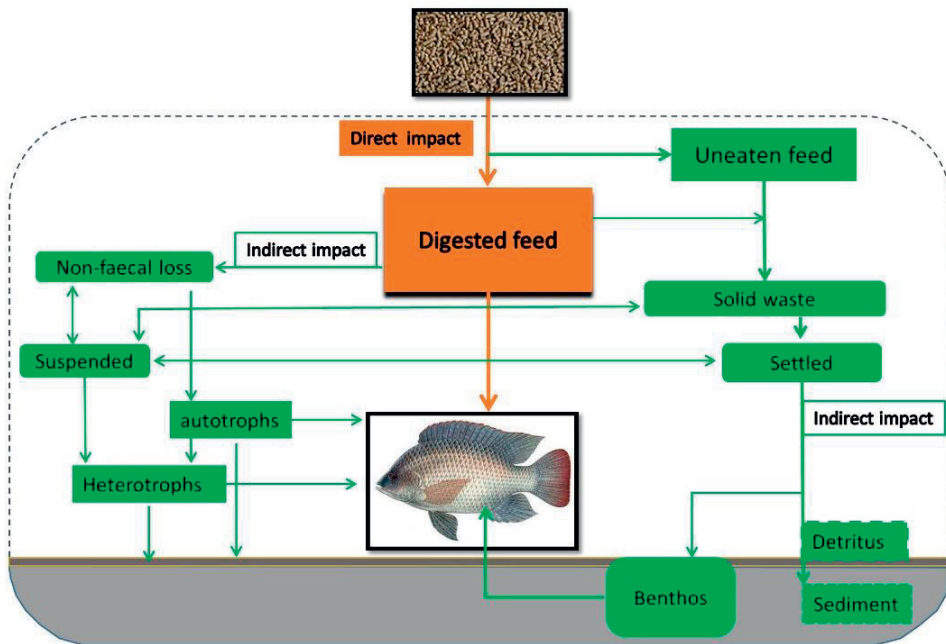 Direct impact
Uneaten feed
Digested feed
Indirect impact
Non-faecal loss
Solid waste
Suspended
Settled
Indirect impact
autotrophs
Heterotrophs
Detritus
Benthos
Sediment